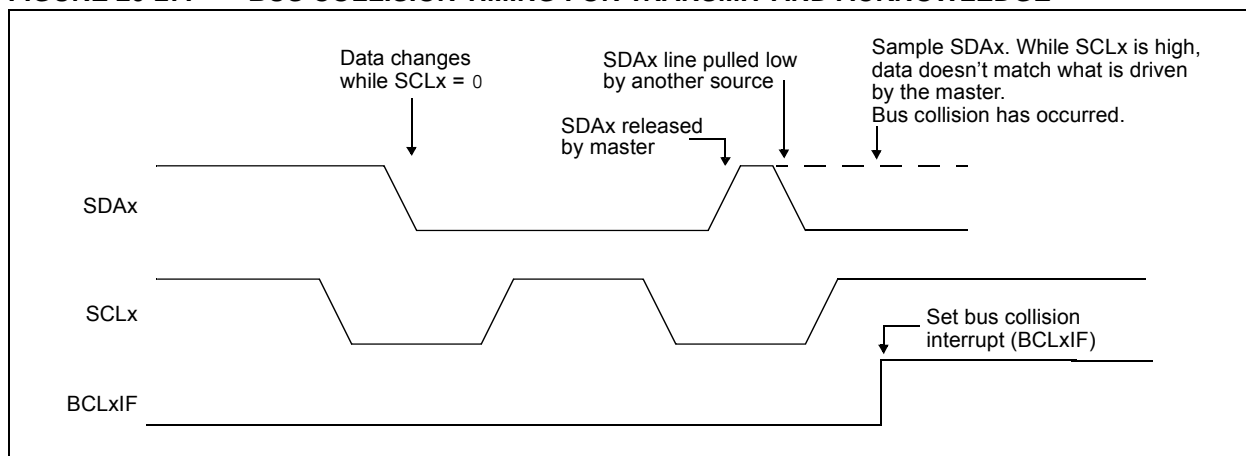 Data changes
while SCLx = 0
SDAx line pulled low
by another source
SDAx released
by master
Sample SDAx. While SCLx is high,
data doesn't match what is driven
by the master.
Bus collision has occurred.
SDAx
SCLx
Set bus collision
interrupt (BCLxIF)
BCLxIF